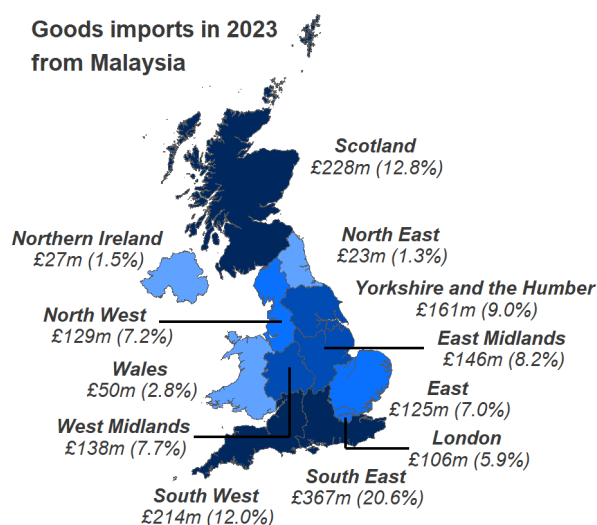 Goods imports in 2023
from Malaysia
Scotland
£228m (12.8%)
Northern Ireland
£27m (1.5%)
North East
£23m (1.3%)
Yorkshire and the Humber
£161m (9.0%)
North West
£129m (7.2%)
East Midlands
£146m (8.2%)
Wales
£50m (2.8%)
East
£125m (7.0%)
West Midlands
£138m (7.7%)
London
£106m (5.9%)
South East
£367m (20.6%)
South West
£214m (12.0%)